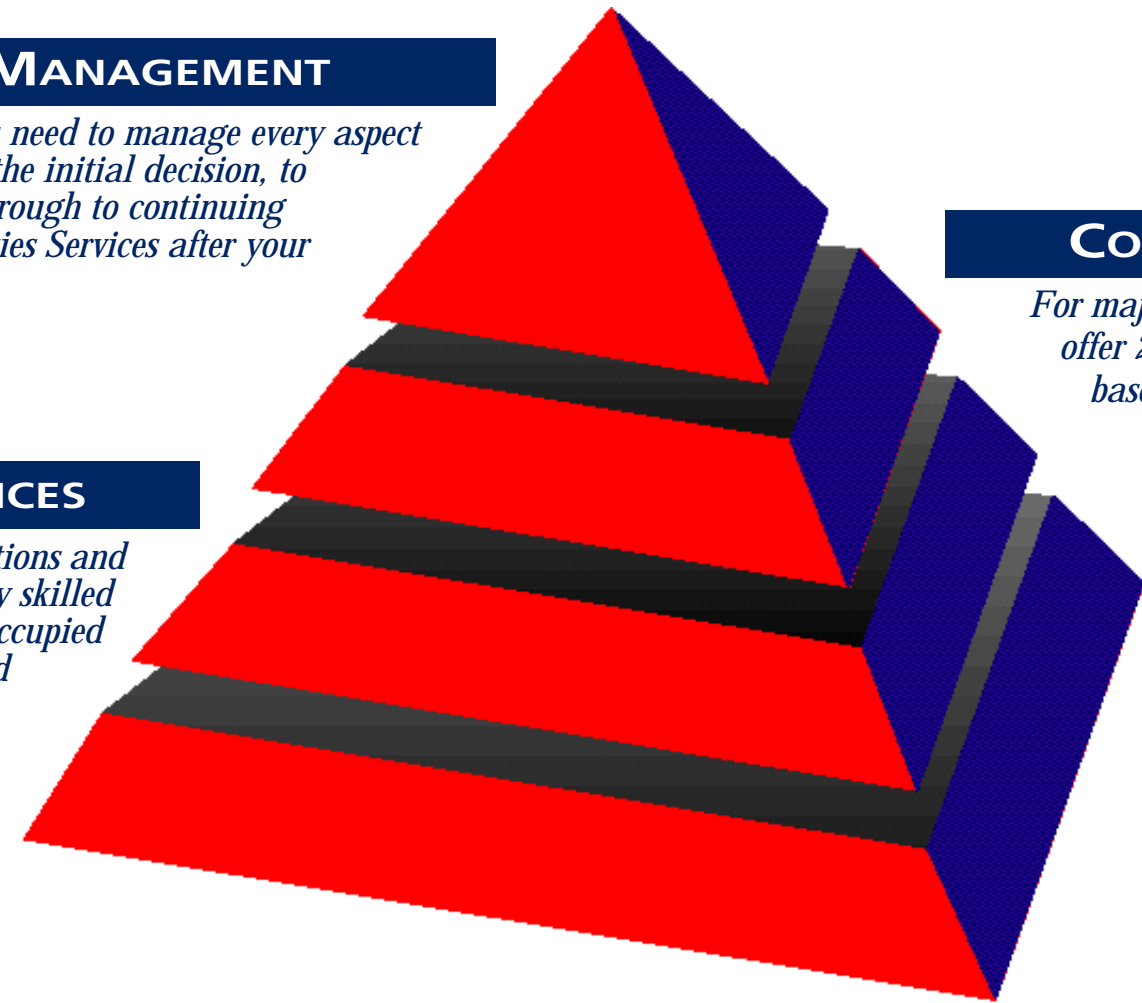 MANAGEMENT
need to manage every aspect
the initial decision, to
rough to continuing
ies Services after your
CO
For maj
offer 2
base
ICES
tions and
y skilled
ccupied
d